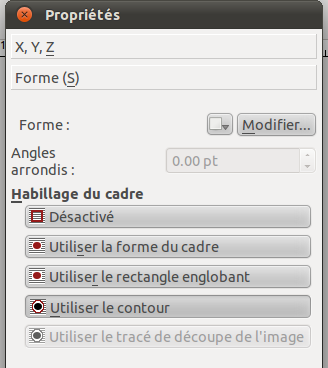 Propriétés
X, Y, Z
Forme (S)
Forme :
Modifier...
Angles
arrondis :
0.00 pt
Habillage du cadre
Désactivé
Utiliser la forme du cadre
Utiliser le rectangle englobant
Utiliser le contour
Utiliser le tracé de découpe de l'image